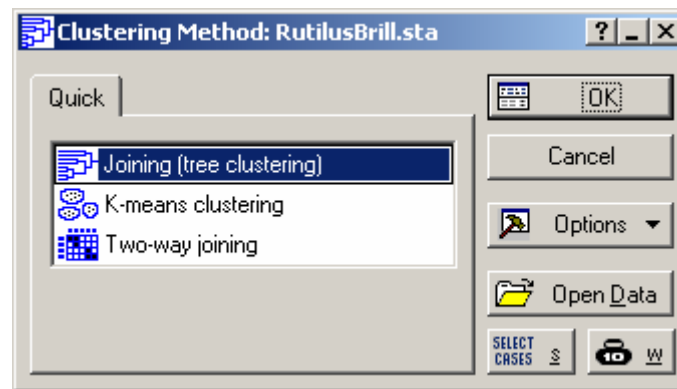 Clustering Method: RutilusBrill.sta
Quick
Joining (tree clustering)
K-means clustering
Two-way joining
OK
Cancel
Options
Open Data
SELECT
CASES S
W